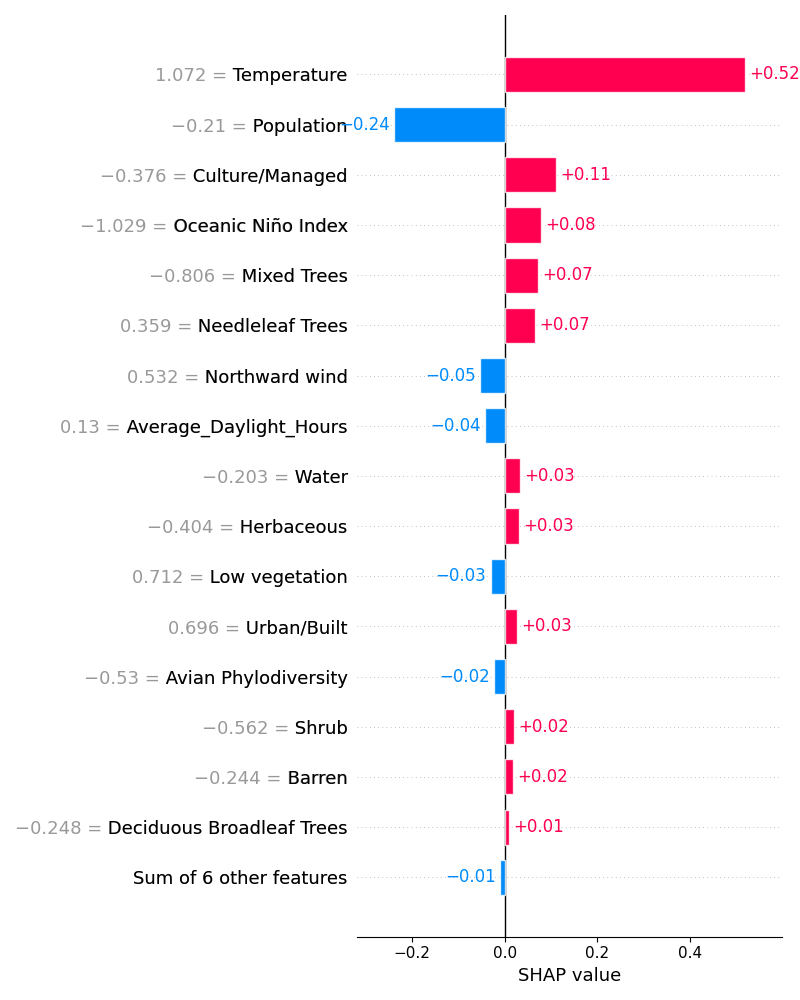 1.072 = Temperature +0.52
−0.21 = Population −0.24
−0.376 = Culture/Managed +0.11
−1.029 = Oceanic Niño Index +0.08
−0.806 = Mixed Trees +0.07
0.359 = Needleleaf Trees +0.07
0.532 = Northward wind −0.05
0.13 = Average_Daylight_Hours −0.04
−0.203 = Water +0.03
−0.404 = Herbaceous +0.03
0.712 = Low vegetation −0.03
0.696 = Urban/Built +0.03
−0.53 = Avian Phylodiversity −0.02
−0.562 = Shrub +0.02
−0.244 = Barren +0.02
−0.248 = Deciduous Broadleaf Trees +0.01
Sum of 6 other features −0.01
−0.2 0.0 0.2 0.4
SHAP value